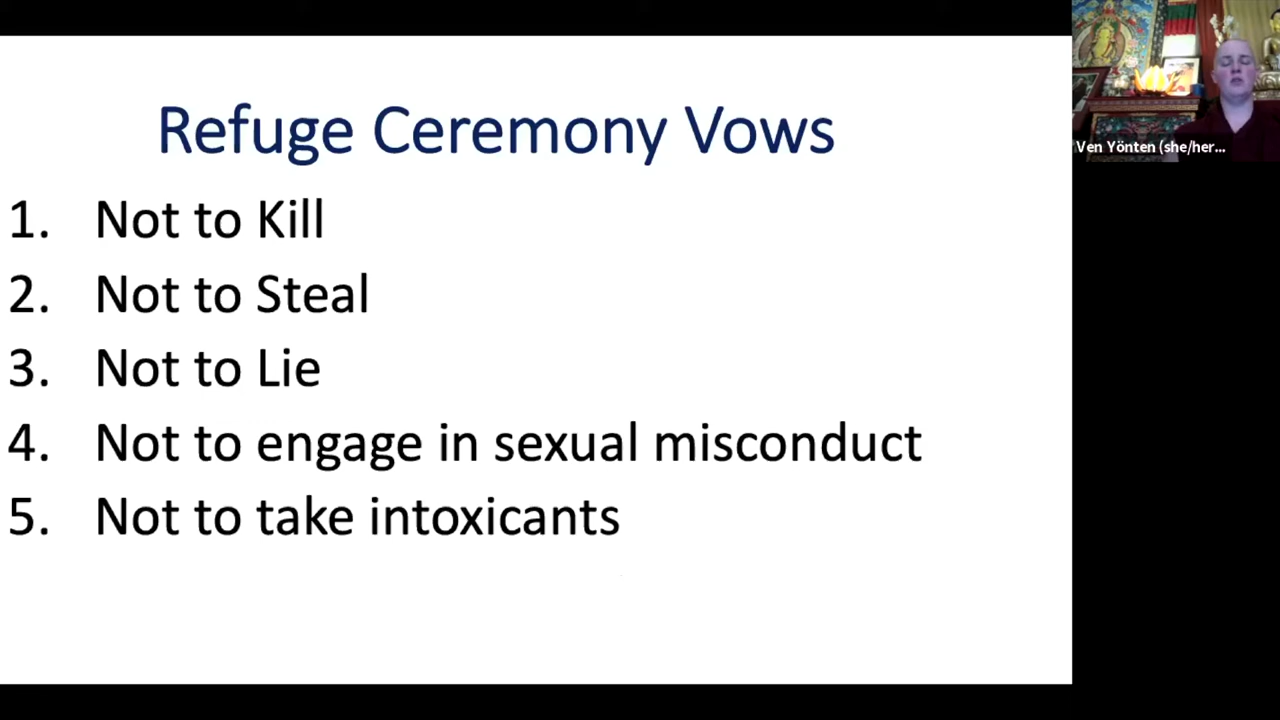 Refuge Ceremony Vows
1. Not to Kill
2. Not to Steal
3. Not to Lie
4. Not to engage in sexual misconduct
5. Not to take intoxicants
Ven Yönten (she/her...